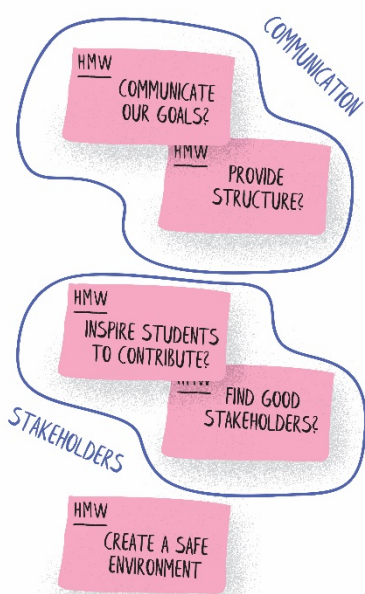 COMMUNICATION
HMW
COMMUNICATE
OUR GOALS?
HMW
PROVIDE
STRUCTURE?
HMW
INSPIRE STUDENTS
TO CONTRIBUTE?
HMW
FIND GOOD
STAKEHOLDERS?
STAKEHOLDERS
HMW
CREATE A SAFE
ENVIRONMENT